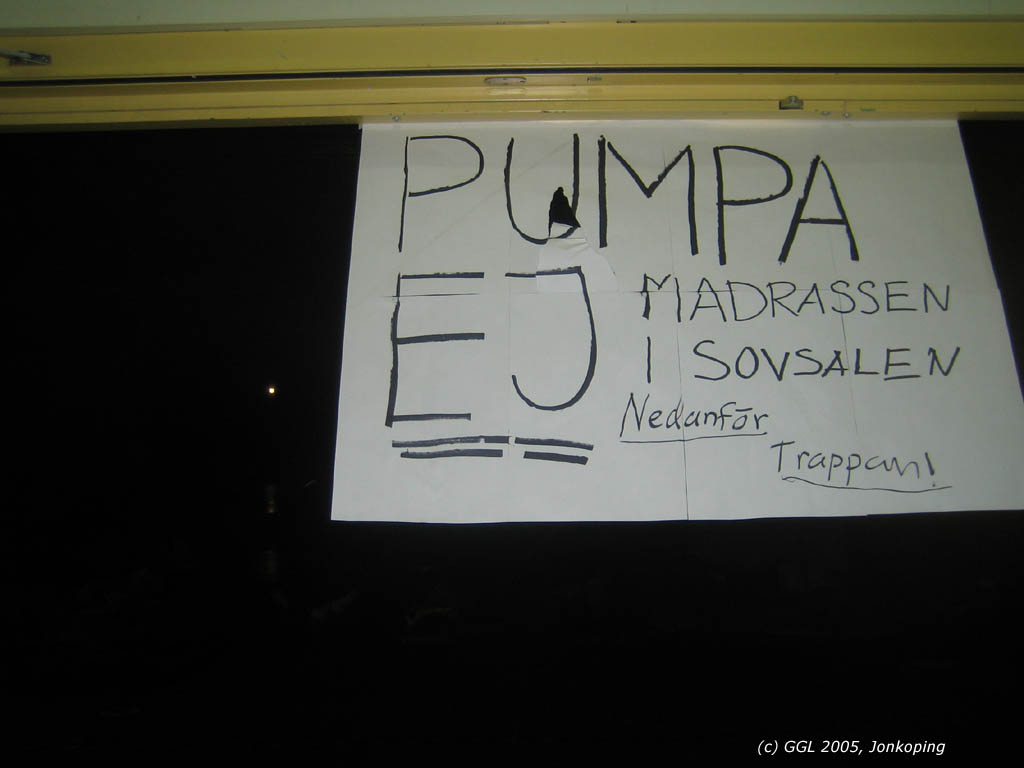 PUMPA
EJ MADRASSEN
I SOVSALEN
Nedanför
Trappan!
(c) GGL 2005, Jonkoping